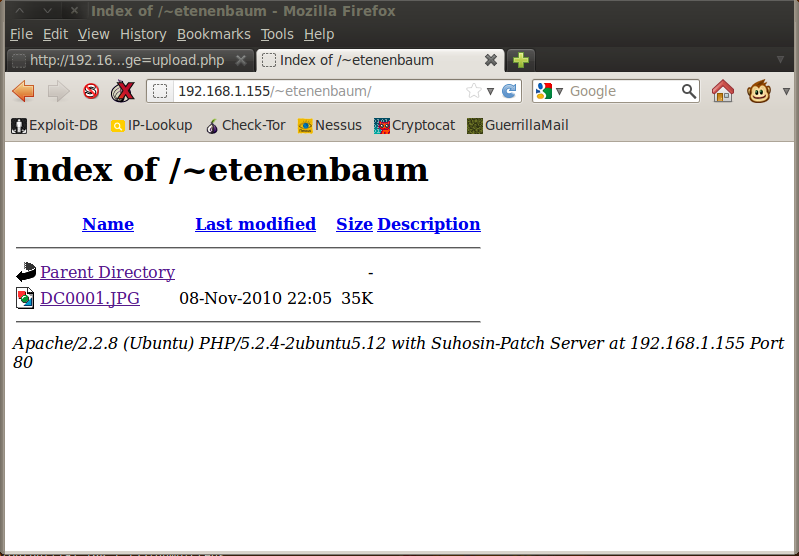 Index of /~etenenbaum - Mozilla Firefox
File Edit View History Bookmarks Tools Help
http://192.16...ge=upload.php Index of /~etenenbaum
192.168.1.155/~etenenbaum/ Google
Exploit-DB IP-Lookup Check-Tor Nessus Cryptocat GuerrillaMail
Index of /~etenenbaum
Name Last modified Size Description
Parent Directory -
DC0001.JPG 08-Nov-2010 22:05 35K
Apache/2.2.8 (Ubuntu) PHP/5.2.4-2ubuntu5.12 with Suhosin-Patch Server at 192.168.1.155 Port
80